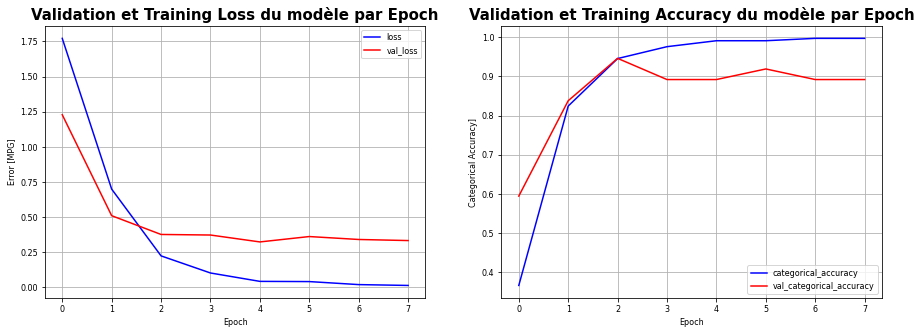 Validation et Training Loss du modèle par Epoch
loss
val_loss
1.75
1.50
1.25
1.00
0.75
0.50
0.25
0.00
Error [MPG]
0 1 2 3 4 5 6 7
Epoch
Validation et Training Accuracy du modèle par Epoch
1.0
0.9
0.8
0.7
0.6
0.5
0.4
Categorical Accuracy]
categorical_accuracy
val_categorical_accuracy
0 1 2 3 4 5 6 7
Epoch